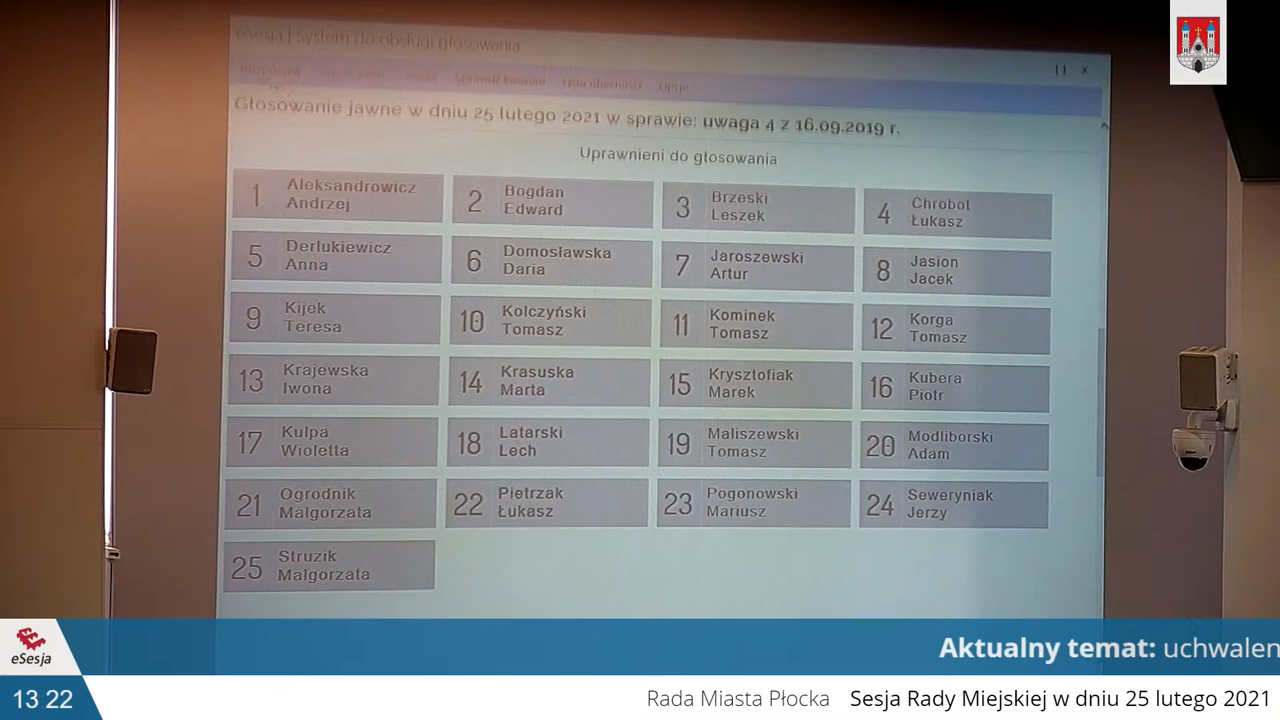 eSesja | System do obsługi głosowania
Sprawdź kworum Lista obecności Opcje
Głosowanie jawne w dniu 25 lutego 2021 w sprawie: uwaga 4 z 16.09.2019 r.
Uprawnieni do głosowania
1 Aleksandrowicz Andrzej
2 Bogdan Edward
3 Brzeski Leszek
4 Chrobot Łukasz
5 Derlukiewicz Anna
6 Domosławska Daria
7 Jaroszewski Artur
8 Jasion Jacek
9 Kijek Teresa
10 Kolczyński Tomasz
11 Kominek Tomasz
12 Korga Tomasz
13 Krajewska Iwona
14 Krasuska Marta
15 Krysztofiak Marek
16 Kubera Piotr
17 Kulpa Wioletta
18 Latarski Lech
19 Maliszewski Tomasz
20 Modliborski Adam
21 Ogrodnik Małgorzata
22 Pietrzak Łukasz
23 Pogonowski Mariusz
24 Seweryniak Jerzy
25 Struzik Małgorzata
Aktualny temat: uchwalen
eSesja
13:22
Rada Miasta Płocka Sesja Rady Miejskiej w dniu 25 lutego 2021